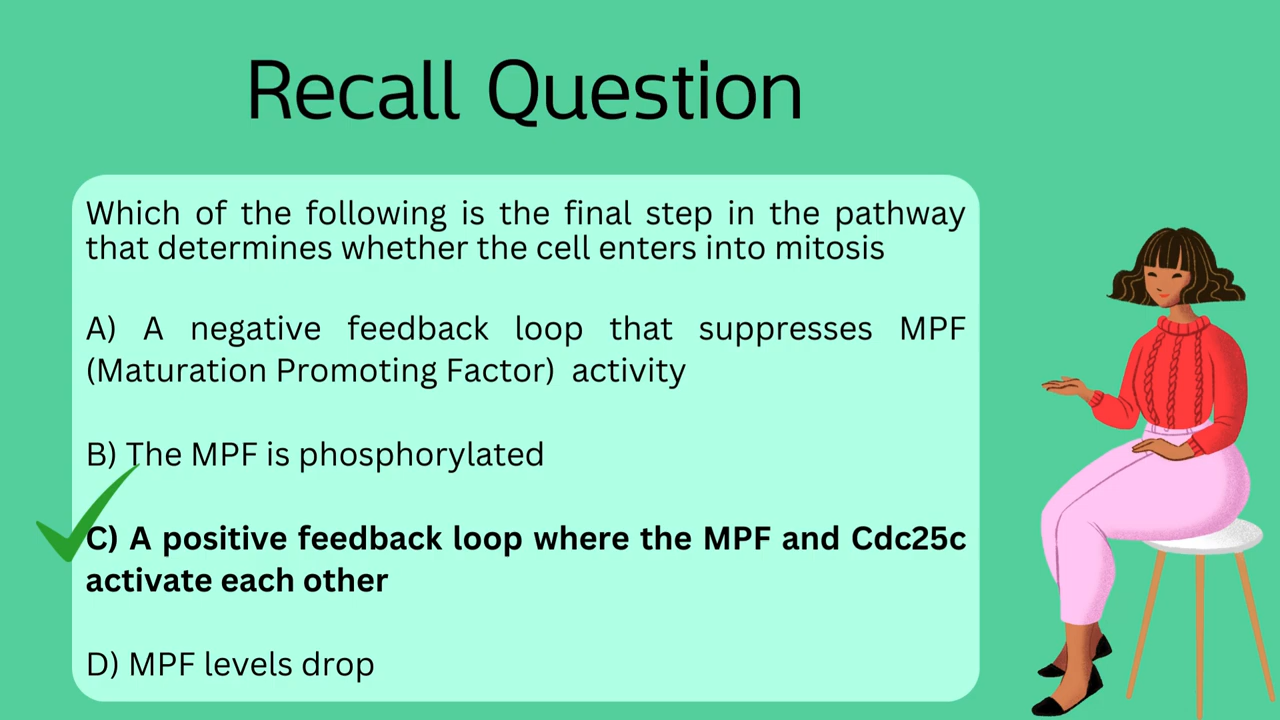 Recall Question
Which of the following is the final step in the pathway
that determines whether the cell enters into mitosis
A) A negative feedback loop that suppresses MPF
(Maturation Promoting Factor) activity
B) The MPF is phosphorylated
C) A positive feedback loop where the MPF and Cdc25c
activate each other
D) MPF levels drop